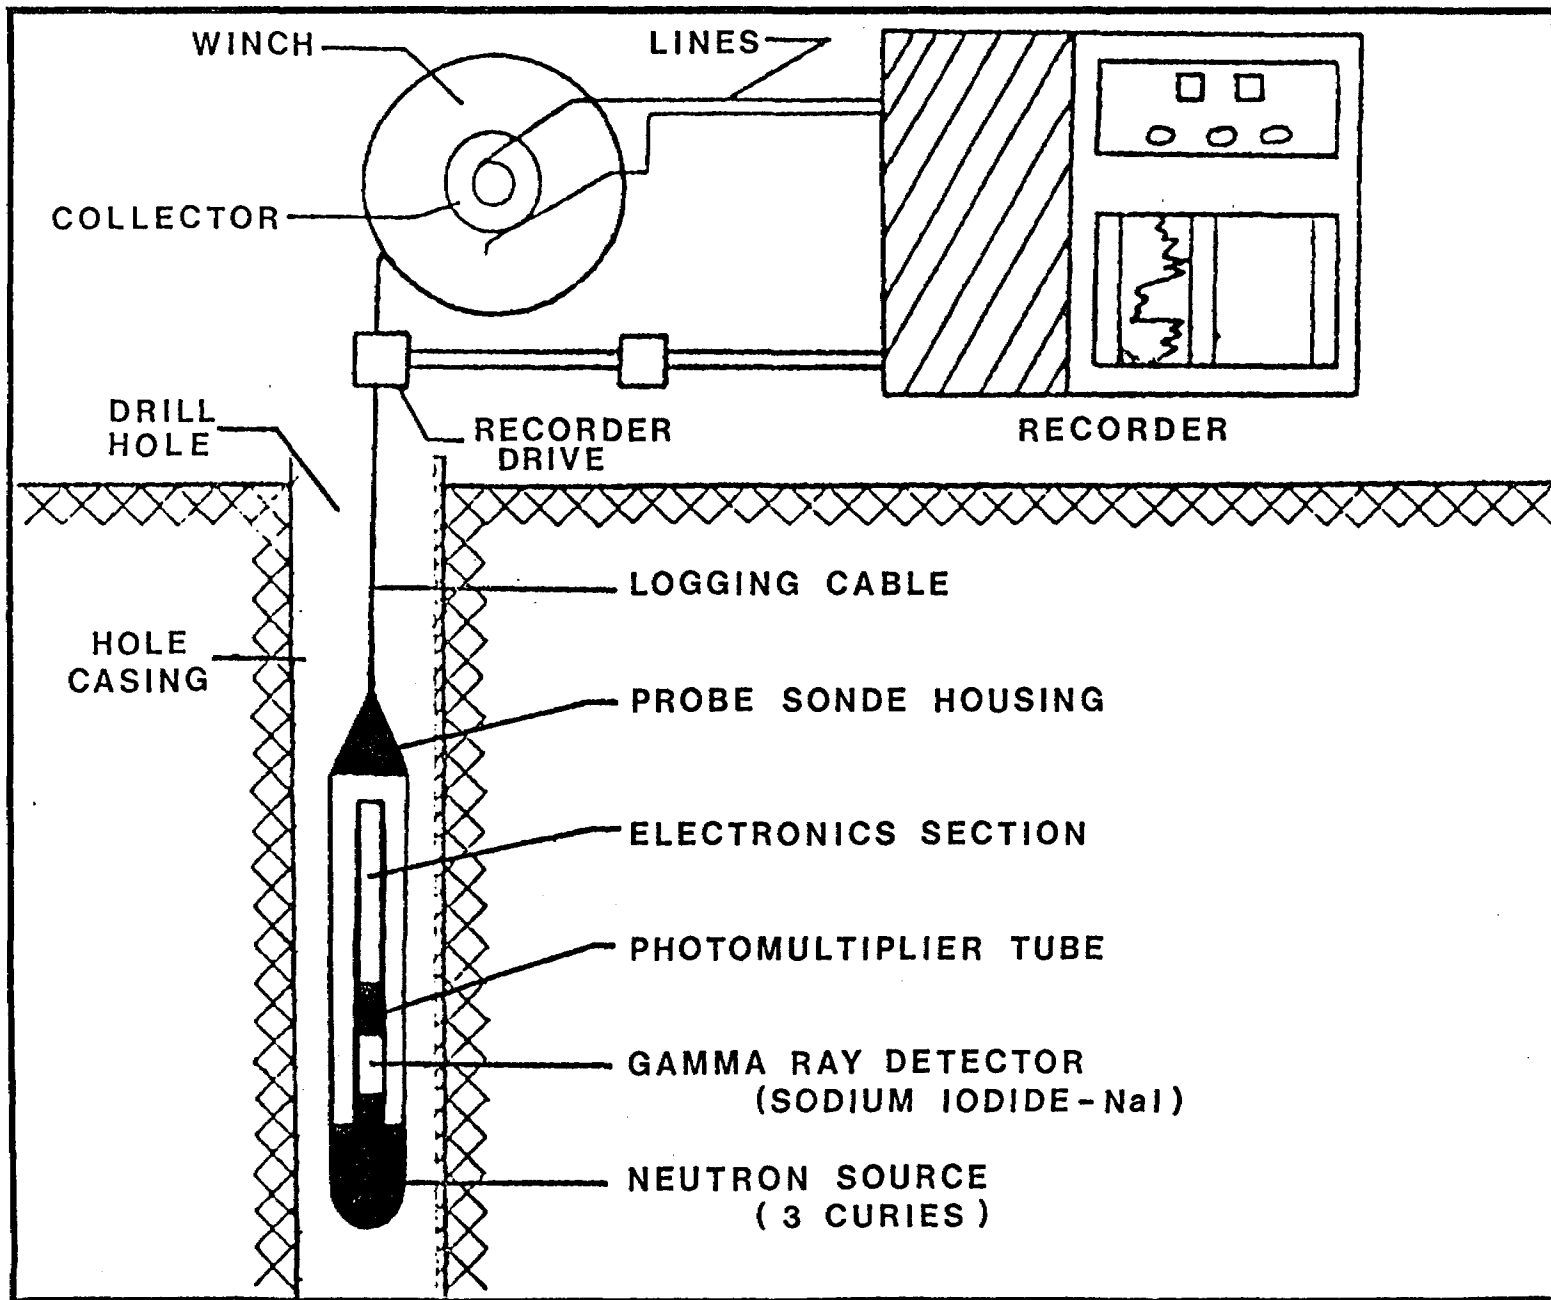 WINCH
LINES
COLLECTOR
DRILL
HOLE
RECORDER
DRIVE
RECORDER
LOGGING CABLE
HOLE
CASING
PROBE SONDE HOUSING
ELECTRONICS SECTION
PHOTOMULTIPLIER TUBE
GAMMA RAY DETECTOR
(SODIUM IODIDE-NaI)
NEUTRON SOURCE
(3 CURIES)